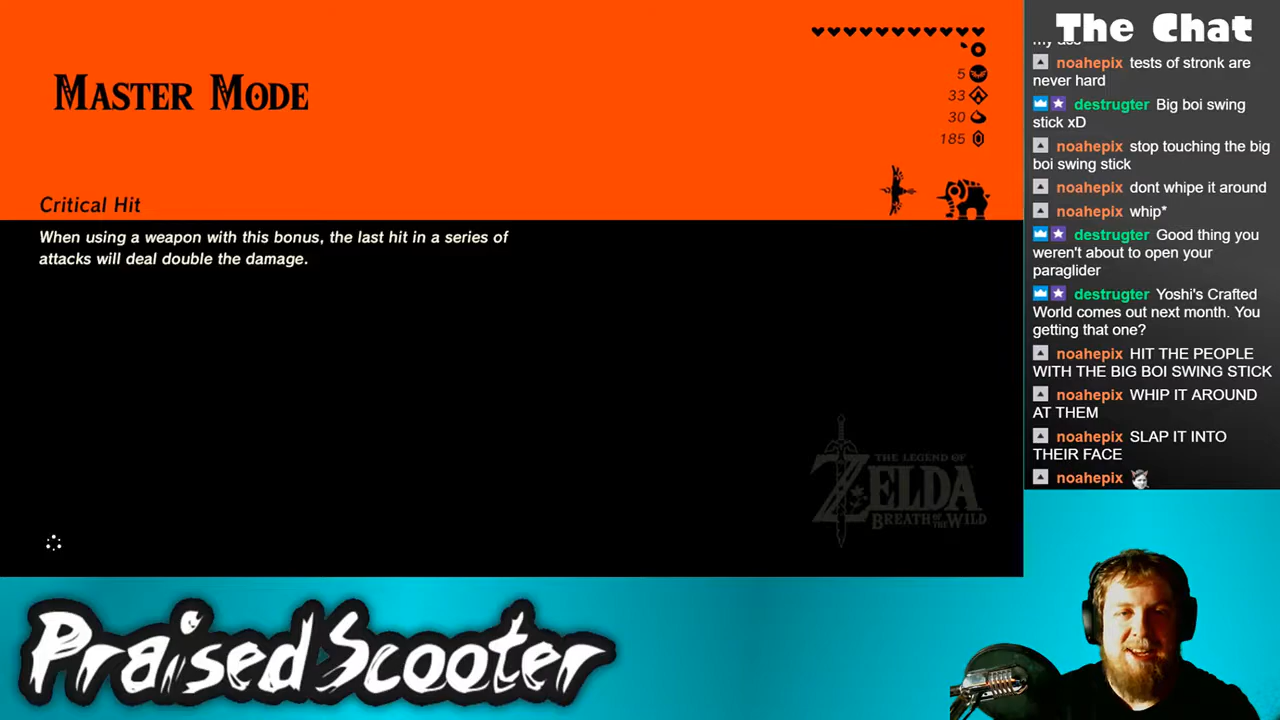 Master Mode
5
33
30
185
Critical Hit
When using a weapon with this bonus, the last hit in a series of
attacks will deal double the damage.
THE LEGEND OF
ZELDA
BREATH OF THE WILD
PraisedScooter
The Chat
noahepix tests of stronk are
never hard
destrugter Big boi swing
stick xD
noahepix stop touching the big
boi swing stick
noahepix dont whipe it around
noahepix whip*
destrugter Good thing you
weren't about to open your
paraglider
destrugter Yoshi's Crafted
World comes out next month. You
getting that one?
noahepix HIT THE PEOPLE
WITH THE BIG BOI SWING STICK
noahepix WHIP IT AROUND
AT THEM
noahepix SLAP IT INTO
THEIR FACE
noahepix